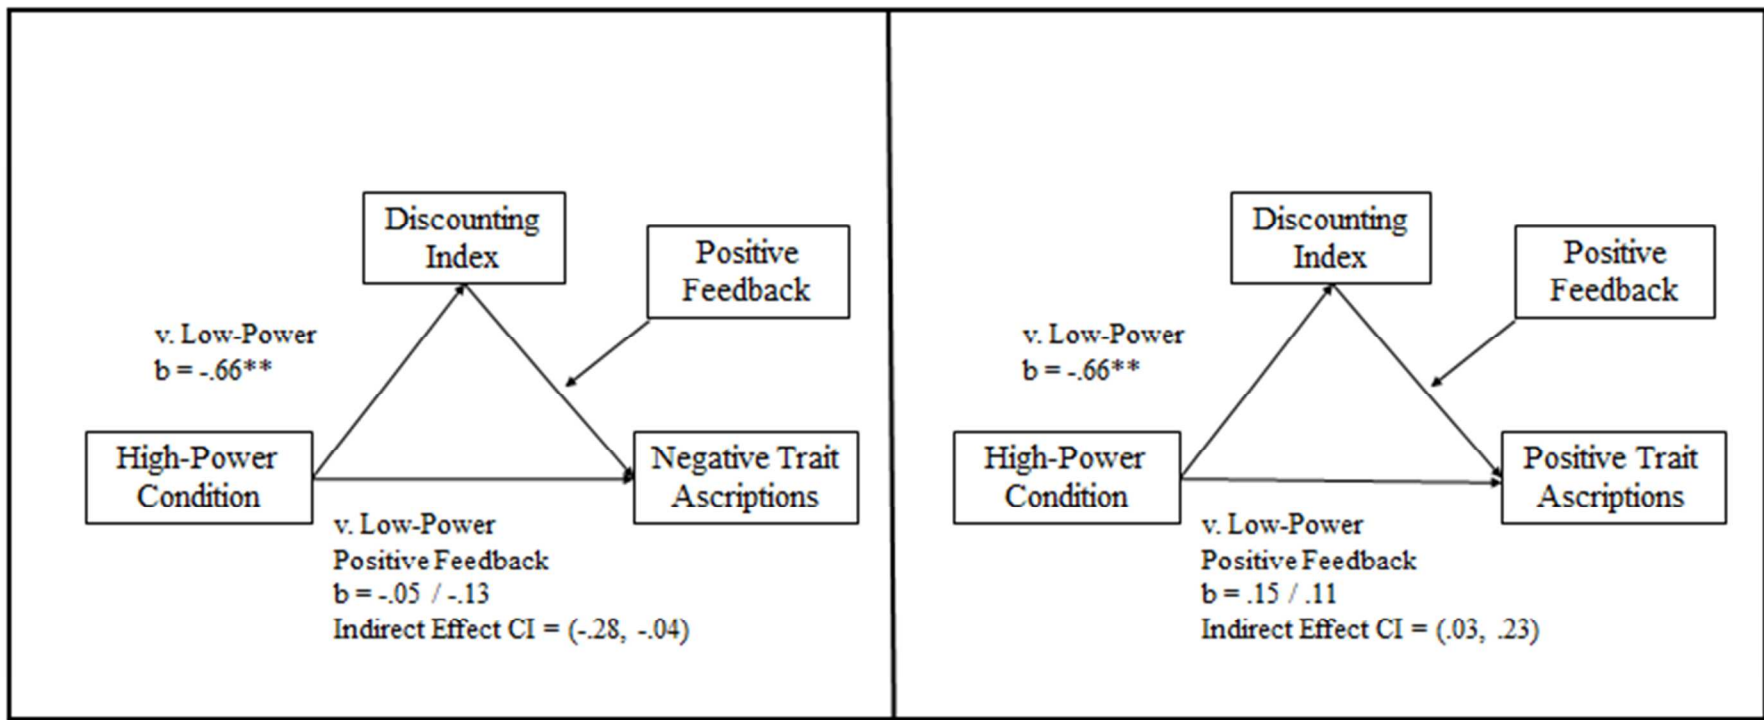 Discounting
Index
Positive
Feedback
v. Low-Power
b = -.66**
High-Power
Condition
Negative Trait
Ascriptions
v. Low-Power
Positive Feedback
b = -.05 / -.13
Indirect Effect CI = (-.28, -.04)
Discounting
Index
Positive
Feedback
v. Low-Power
b = -.66**
High-Power
Condition
Positive Trait
Ascriptions
v. Low-Power
Positive Feedback
b = .15 / .11
Indirect Effect CI = (.03, .23)